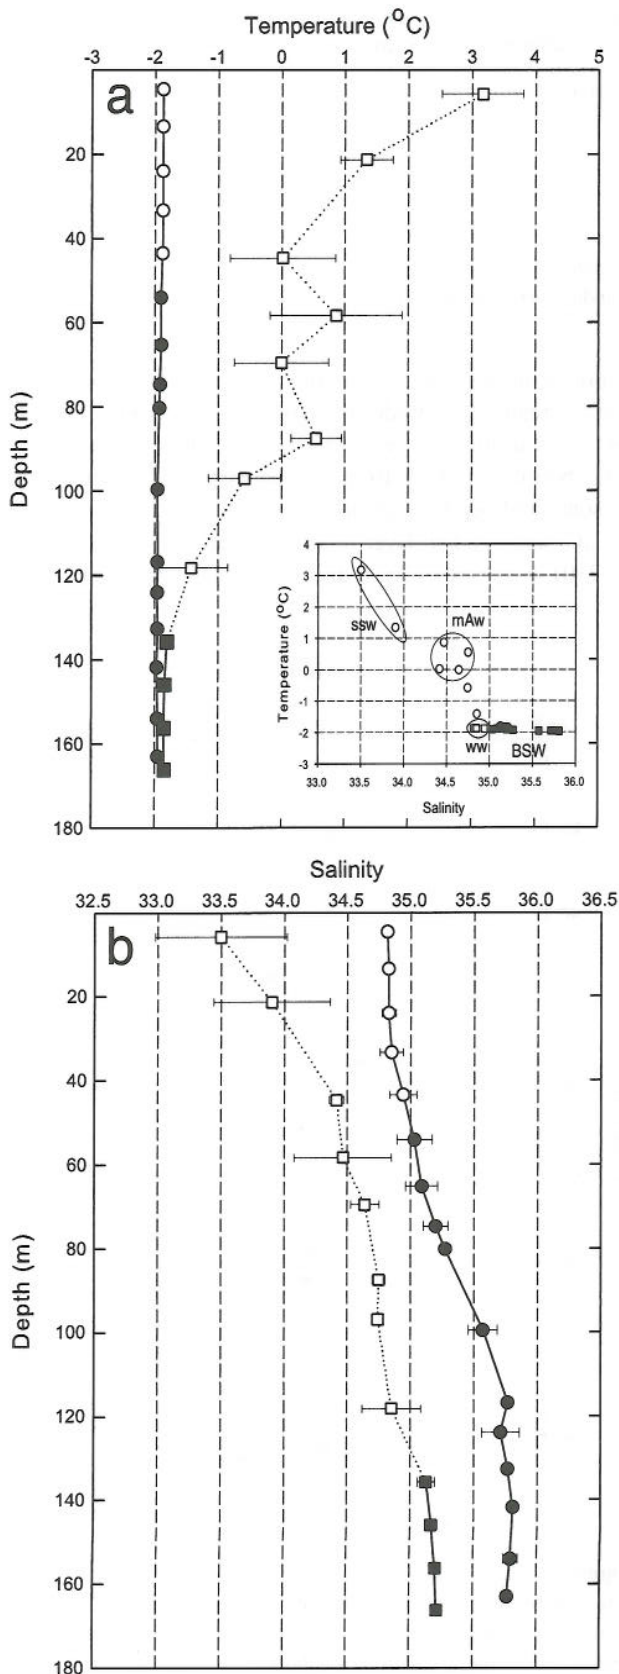 Temperature (°C)
-3 -2 -1 0 1 2 3 4 5
a
20
40
60
80
100
120
140
160
180
Depth (m)
4
3
2
1
0
-1
-2
-3
Temperature (°C)
ssw
mAw
ww
BSW
33.0 33.5 34.0 34.5 35.0 35.5 36.0
Salinity
Salinity
32.5 33.0 33.5 34.0 34.5 35.0 35.5 36.0 36.5
b
20
40
60
80
100
120
140
160
180
Depth (m)